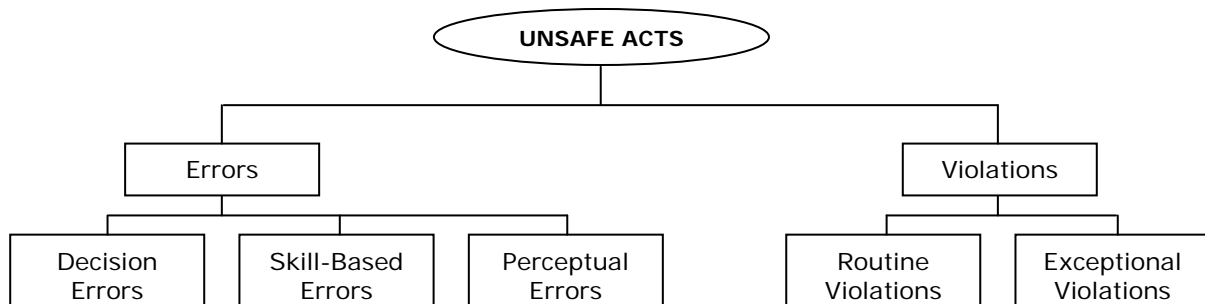 UNSAFE ACTS
Errors
Violations
Decision
Errors
Skill-Based
Errors
Perceptual
Errors
Routine
Violations
Exceptional
Violations